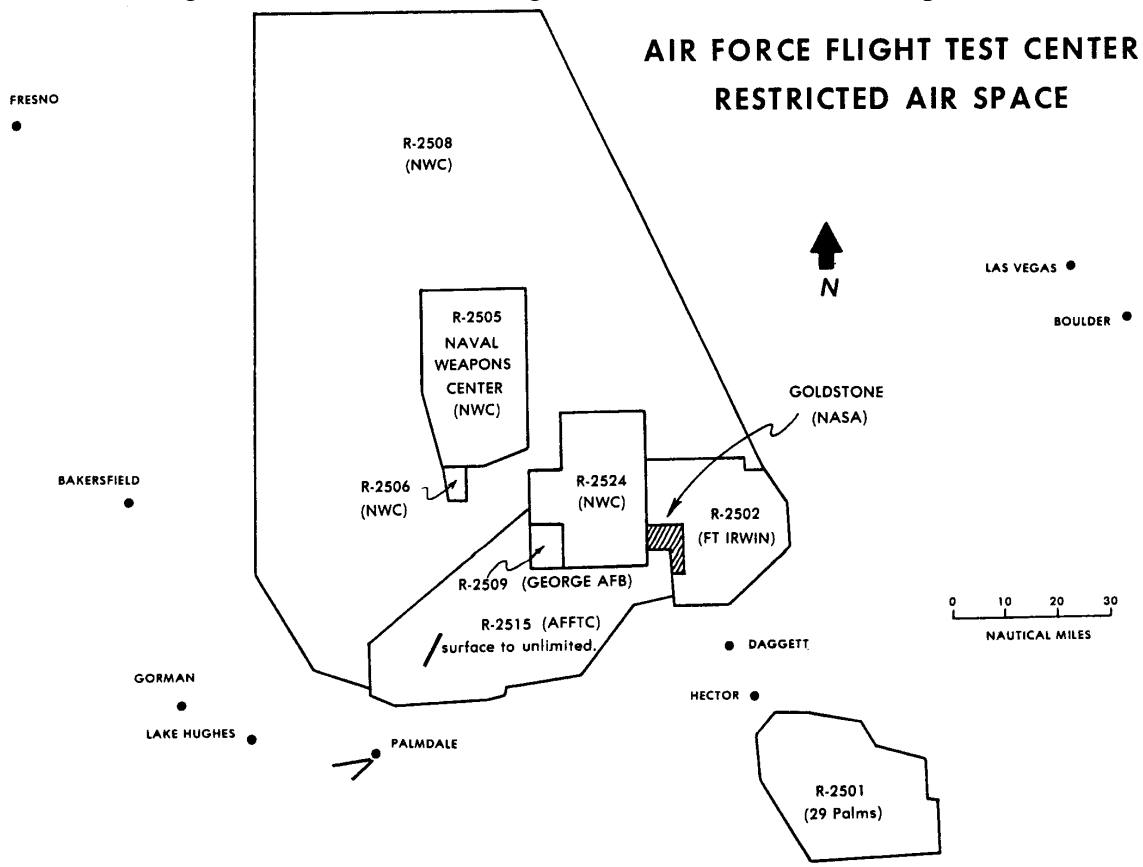 AIR FORCE FLIGHT TEST CENTER
RESTRICTED AIR SPACE
FRESNO
R-2508
(NWC)
N
LAS VEGAS
BOULDER
R-2505
NAVAL
WEAPONS
CENTER
(NWC)
GOLDSTONE
(NASA)
BAKERSFIELD
R-2506
(NWC)
R-2524
(NWC)
R-2502
(FT IRWIN)
R-2509 (GEORGE AFB)
R-2515 (AFFTC)
surface to unlimited.
0 10 20 30
NAUTICAL MILES
DAGGETT
GORMAN
HECTOR
LAKE HUGHES
PALMDALE
R-2501
(29 Palms)